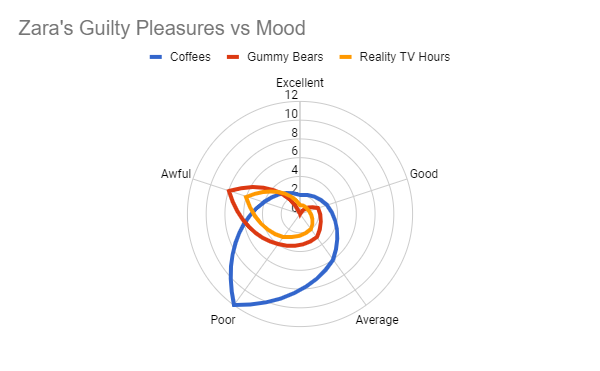 Zara's Guilty Pleasures vs Mood
Coffees Gummy Bears Reality TV Hours
Excellent
12
10
8
6
4
2
0
Good
Average
Poor
Awful